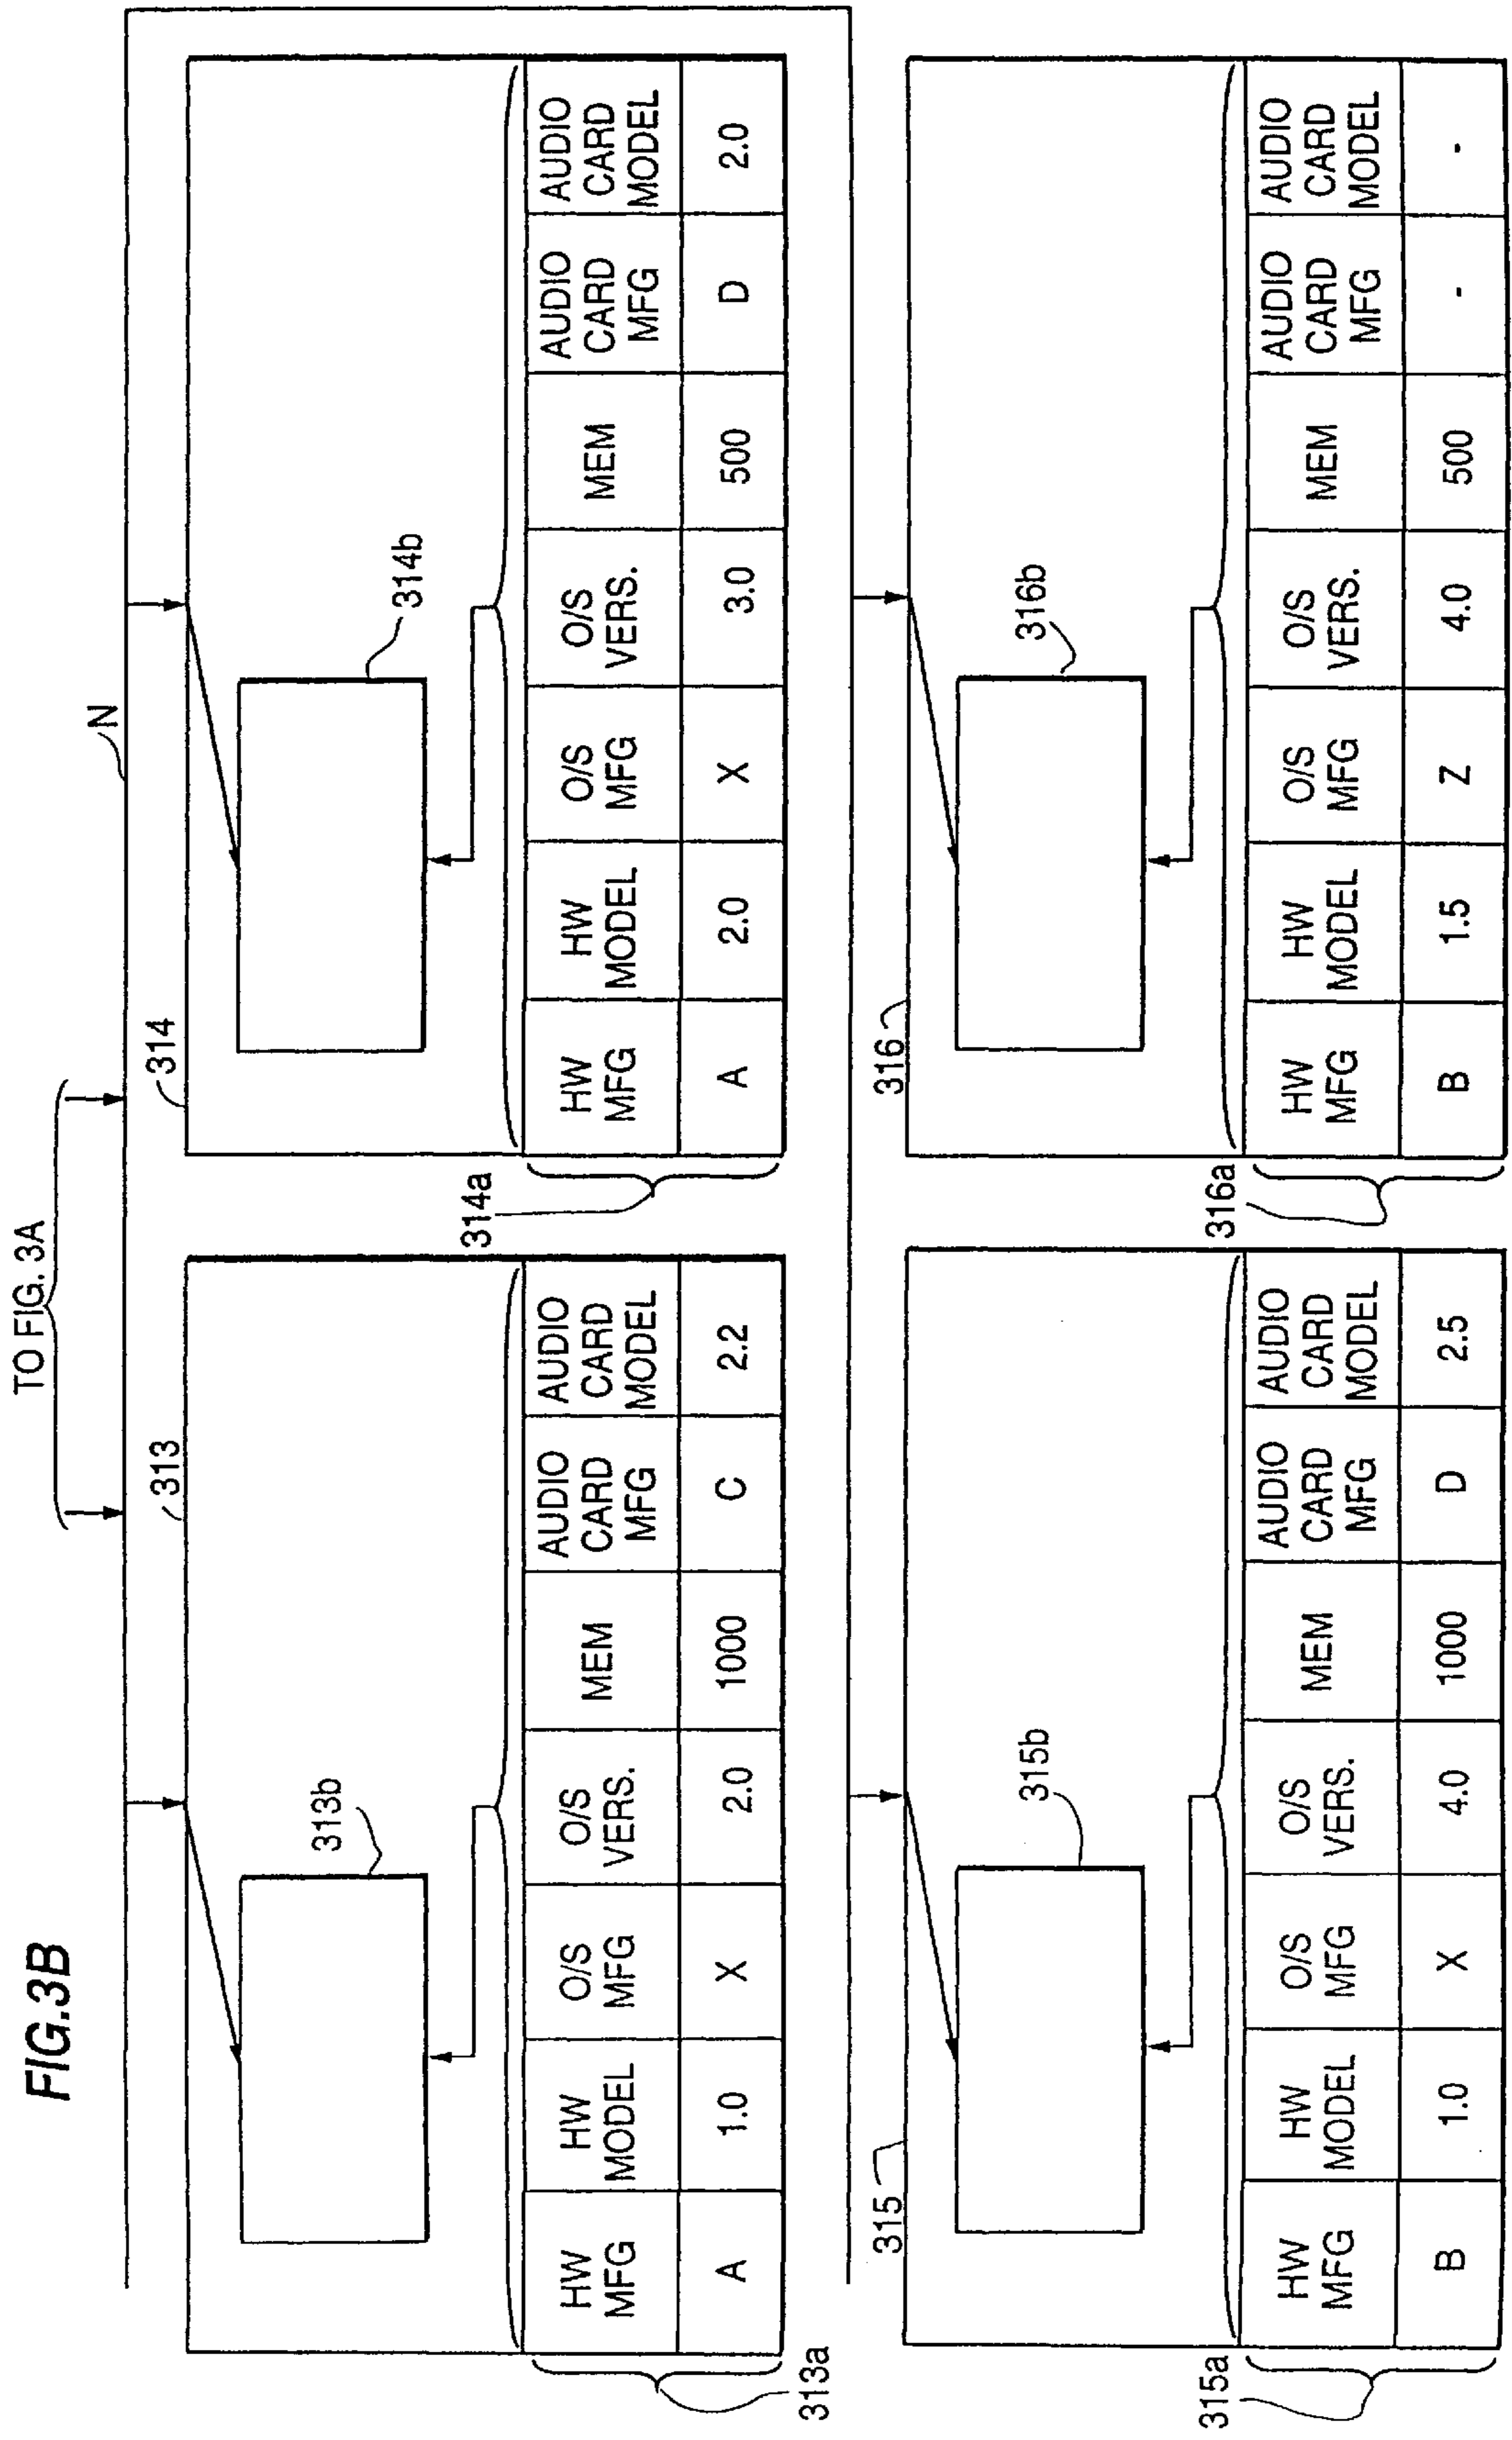 FIG.3B
TO FIG. 3A
N
313
313b
HW MFG | HW MODEL | O/S MFG | O/S VERS. | MEM | AUDIO CARD MFG | AUDIO CARD MODEL
A | 1.0 | X | 2.0 | 1000 | C | 2.2
313a
314
314b
HW MFG | HW MODEL | O/S MFG | O/S VERS. | MEM | AUDIO CARD MFG | AUDIO CARD MODEL
A | 2.0 | X | 3.0 | 500 | D | 2.0
314a
315
315b
HW MFG | HW MODEL | O/S MFG | O/S VERS. | MEM | AUDIO CARD MFG | AUDIO CARD MODEL
B | 1.0 | X | 4.0 | 1000 | D | 2.5
315a
316
316b
HW MFG | HW MODEL | O/S MFG | O/S VERS. | MEM | AUDIO CARD MFG | AUDIO CARD MODEL
B | 1.5 | Z | 4.0 | 500 | - | -
316a